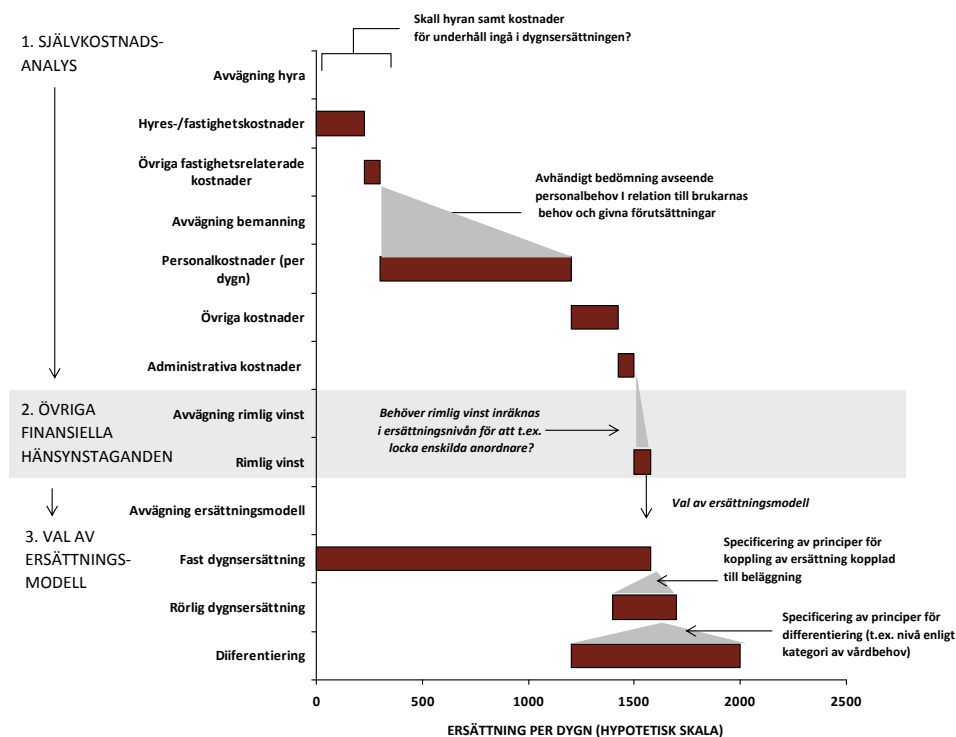 Skall hyran samt kostnader
för underhåll ingå i dygnsersättningen?
1. SJÄLVKOSTNADS-
ANALYS
Avvägning hyra
Hyres-/fastighetskostnader
Övriga fastighetsrelaterade
kostnader
Avhändigt bedömning avseende
personalbehov I relation till brukarnas
behov och givna förutsättningar
Avvägning bemanning
Personalkostnader (per
dygn)
Övriga kostnader
Administrativa kostnader
2. ÖVRIGA
FINANSIELLA
HÄNSYNSTAGANDEN
Avvägning rimlig vinst
Behöver rimlig vinst inräknas
i ersättningsnivån för att t.ex.
locka enskilda anordnare?
Rimlig vinst
Avvägning ersättningsmodell
Val av ersättningsmodell
3. VAL AV
ERSÄTTNINGS-
MODELL
Fast dygnsersättning
Specificering av principer för
koppling av ersättning kopplad
till beläggning
Rörlig dygnsersättning
Specificering av principer för
differentiering (t.ex. nivå enligt
kategori av vårdbehov)
Diiferentiering
0 500 1000 1500 2000 2500
ERSÄTTNING PER DYGN (HYPOTETISK SKALA)